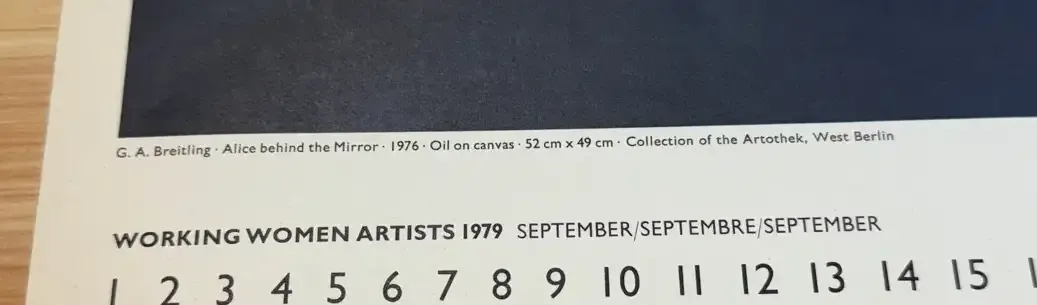 G. A. Breitling · Alice behind the Mirror · 1976 · Oil on canvas · 52 cm x 49 cm · Collection of the Artothek, West Berlin
WORKING WOMEN ARTISTS 1979 SEPTEMBER/SEPTEMBRE/SEPTEMBER
1 2 3 4 5 6 7 8 9 10 11 12 13 14 15